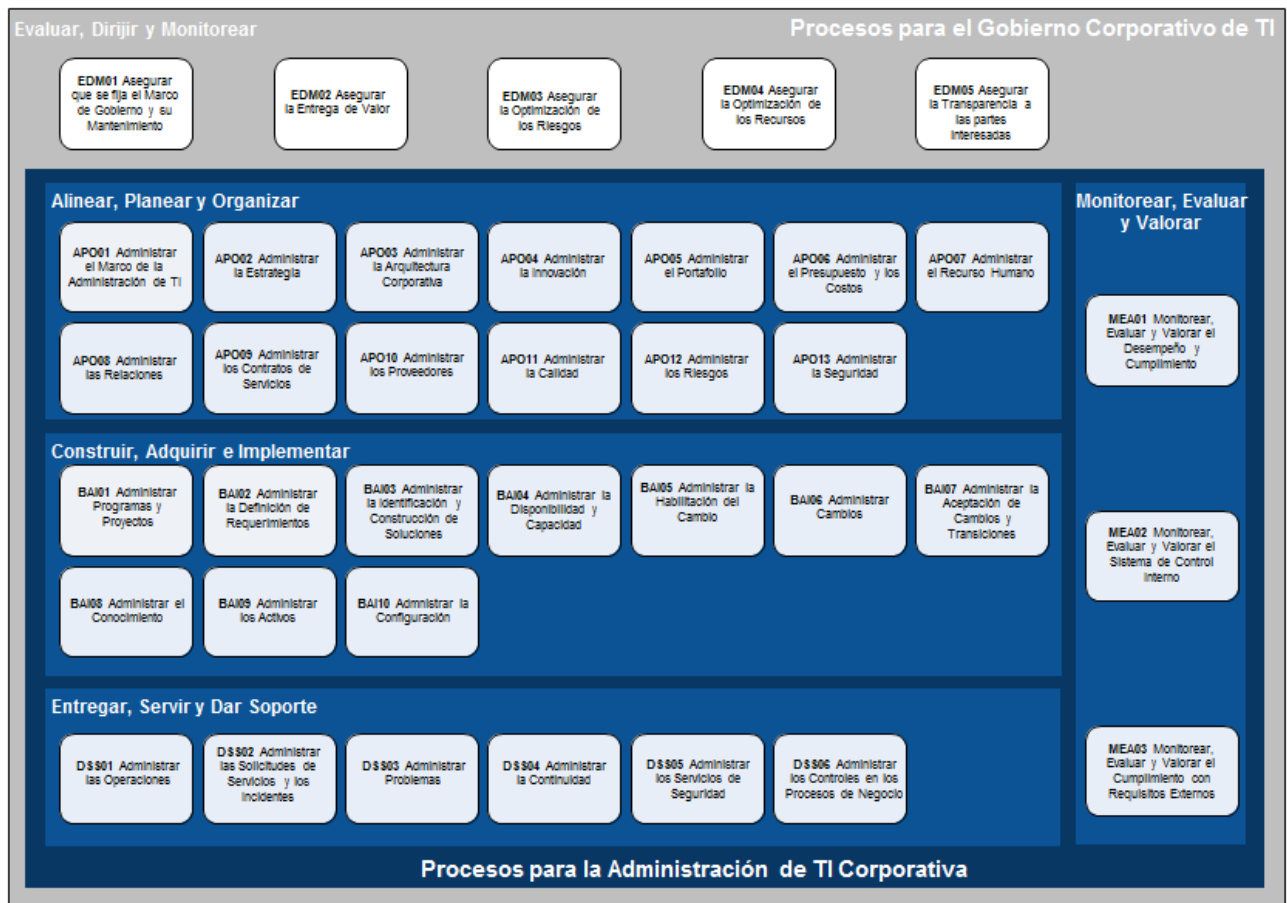 Evaluar, Dirijir y Monitorear
Procesos para el Gobierno Corporativo de TI
EDM01 Asegurar
que se fija el Marco
de Gobierno y su
Mantenimiento
EDM02 Asegurar
la Entrega de Valor
EDM03 Asegurar
la Optimización de
los Riesgos
EDM04 Asegurar
la Optimización de
los Recursos
EDM05 Asegurar
la Transparencia a
las partes
interesadas
Alinear, Planear y Organizar
APO01 Administrar
el Marco de la
Administración de TI
APO02 Administrar
la Estrategia
APO03 Administrar
la Arquitectura
Corporativa
APO04 Administrar
la Innovación
APO05 Administrar
el Portafolio
APO06 Administrar
el Presupuesto y los
Costos
APO07 Administrar
el Recurso Humano
APO08 Administrar
las Relaciones
APO09 Administrar
los Contratos de
Servicios
APO10 Administrar
los Proveedores
APO11 Administrar
la Calidad
APO12 Administrar
los Riesgos
APO13 Administrar
la Seguridad
Construir, Adquirir e Implementar
BAI01 Administrar
Programas y
Proyectos
BAI02 Administrar
la Definición de
Requerimientos
BAI03 Administrar
la Identificación y
Construcción de
Soluciones
BAI04 Administrar la
Disponibilidad y
Capacidad
BAI05 Administrar la
Habilitación del
Cambio
BAI06 Administrar
Cambios
BAI07 Administrar la
Aceptación de
Cambios y
Transiciones
BAI08 Administrar el
Conocimiento
BAI09 Administrar
los Activos
BAI10 Admnistrar la
Configuración
Entregar, Servir y Dar Soporte
DSS01 Administrar
las Operaciones
DSS02 Administrar
las Solicitudes de
Servicios y los
Incidentes
DSS03 Administrar
Problemas
DSS04 Administrar
la Continuidad
DSS05 Administrar
los Servicios de
Seguridad
DSS06 Administrar
los Controles en los
Procesos de Negocio
Monitorear, Evaluar
y Valorar
MEA01 Monitorear,
Evaluar y Valorar el
Desempeño y
Cumplimiento
MEA02 Monitorear,
Evaluar y Valorar el
Sistema de Control
Interno
MEA03 Monitorear,
Evaluar y Valorar el
Cumplimiento con
Requisitos Externos
Procesos para la Administración de TI Corporativa